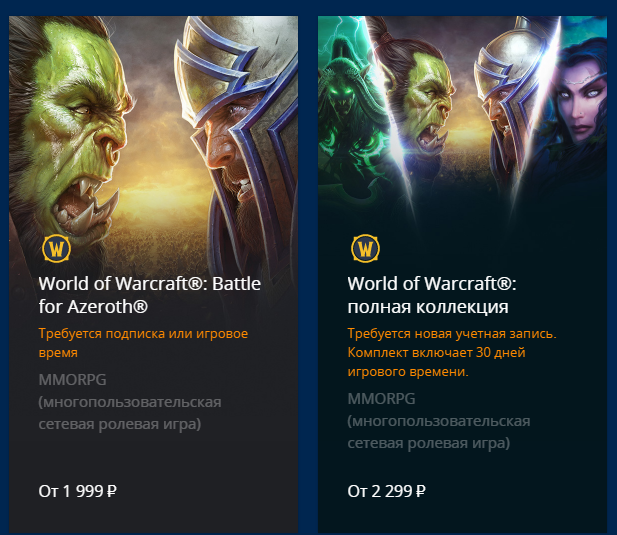 W
World of Warcraft®: Battle
for Azeroth®
Требуется подписка или игровое
время
MMORPG
(многопользовательская
сетевая ролевая игра)
От 1 999 ₽
W
World of Warcraft®:
полная коллекция
Требуется новая учетная запись.
Комплект включает 30 дней
игрового времени.
MMORPG
(многопользовательская
сетевая ролевая игра)
От 2 299 ₽